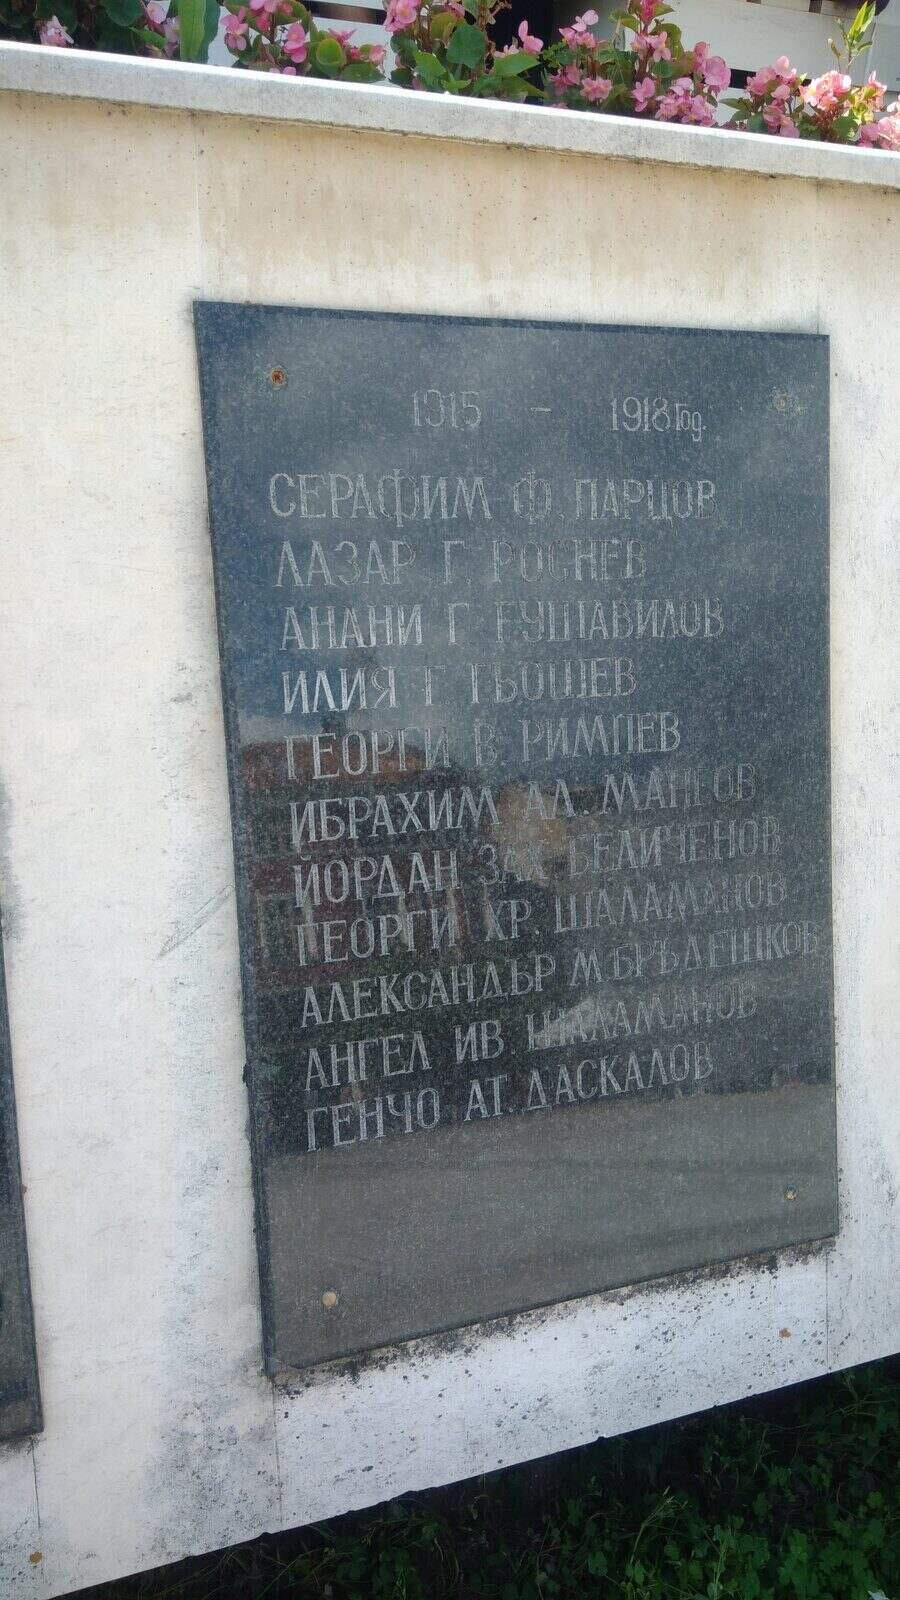 1915 - 1918 год.
СЕРАФИМ Ф. ПАРЦОВ
ЛАЗАР Г. РОСНЕВ
АНАНИ Г. ГУШАВИЛОВ
ИЛИЯ Г. ГЬОШЕВ
ГЕОРГИ В. РИМПЕВ
ИБРАХИМ АЛ. МАНГОВ
ЙОРДАН ЗАХ. БЕЛИЧЕНОВ
ГЕОРГИ ХР. ШАЛАМАНОВ
АЛЕКСАНДЪР М. БРЪДЕШКОВ
АНГЕЛ ИВ. ШАЛАМАНОВ
ГЕНЧО АТ. ДАСКАЛОВ